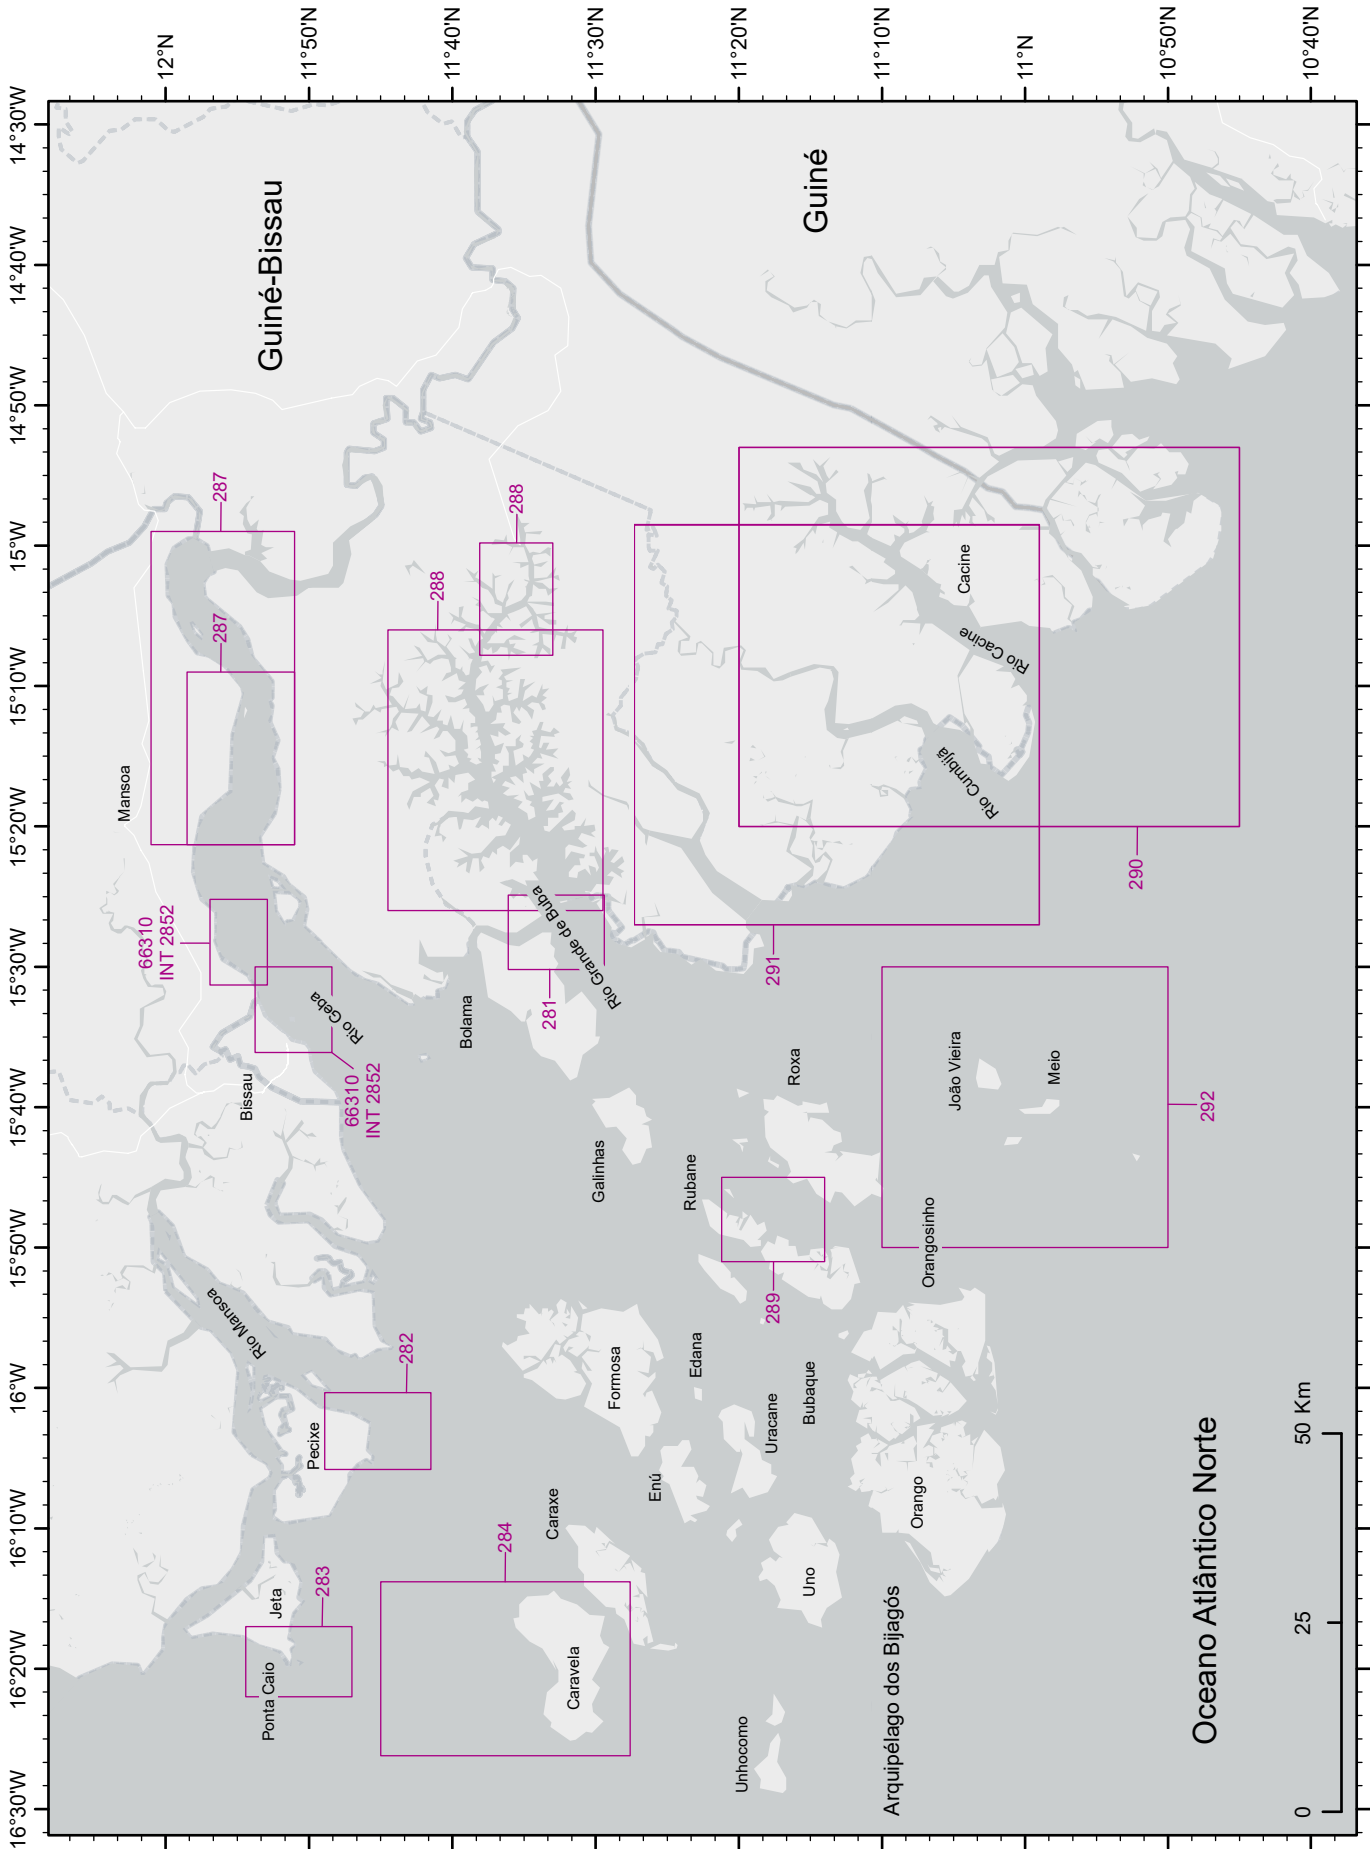 16°30'W
16°20'W
16°10'W
16°W
15°50'W
15°40'W
15°30'W
15°20'W
15°10'W
15°W
14°50'W
14°40'W
14°30'W
12°N
11°50'N
11°40'N
11°30'N
11°20'N
11°10'N
11°N
10°50'N
10°40'N
Mansoa
66310
INT 2852
287
287
Guiné-Bissau
Rio Mansoa
Bissau
Rio Geba
66310
INT 2852
Ponta Caio
Jeta
283
Pecixe
282
288
288
Bolama
281
Rio Grande de Buba
284
Caraxe
Caravela
Galinhas
Formosa
Enú
Edana
Rubane
Unhocomo
Uracane
289
Roxa
291
Guiné
Uno
Bubaque
Arquipélago dos Bijagós
Orango
Orangosinho
João Vieira
Meio
292
Rio Cumbijã
Rio Cacine
Cacine
290
Oceano Atlântico Norte
0
25
50 Km